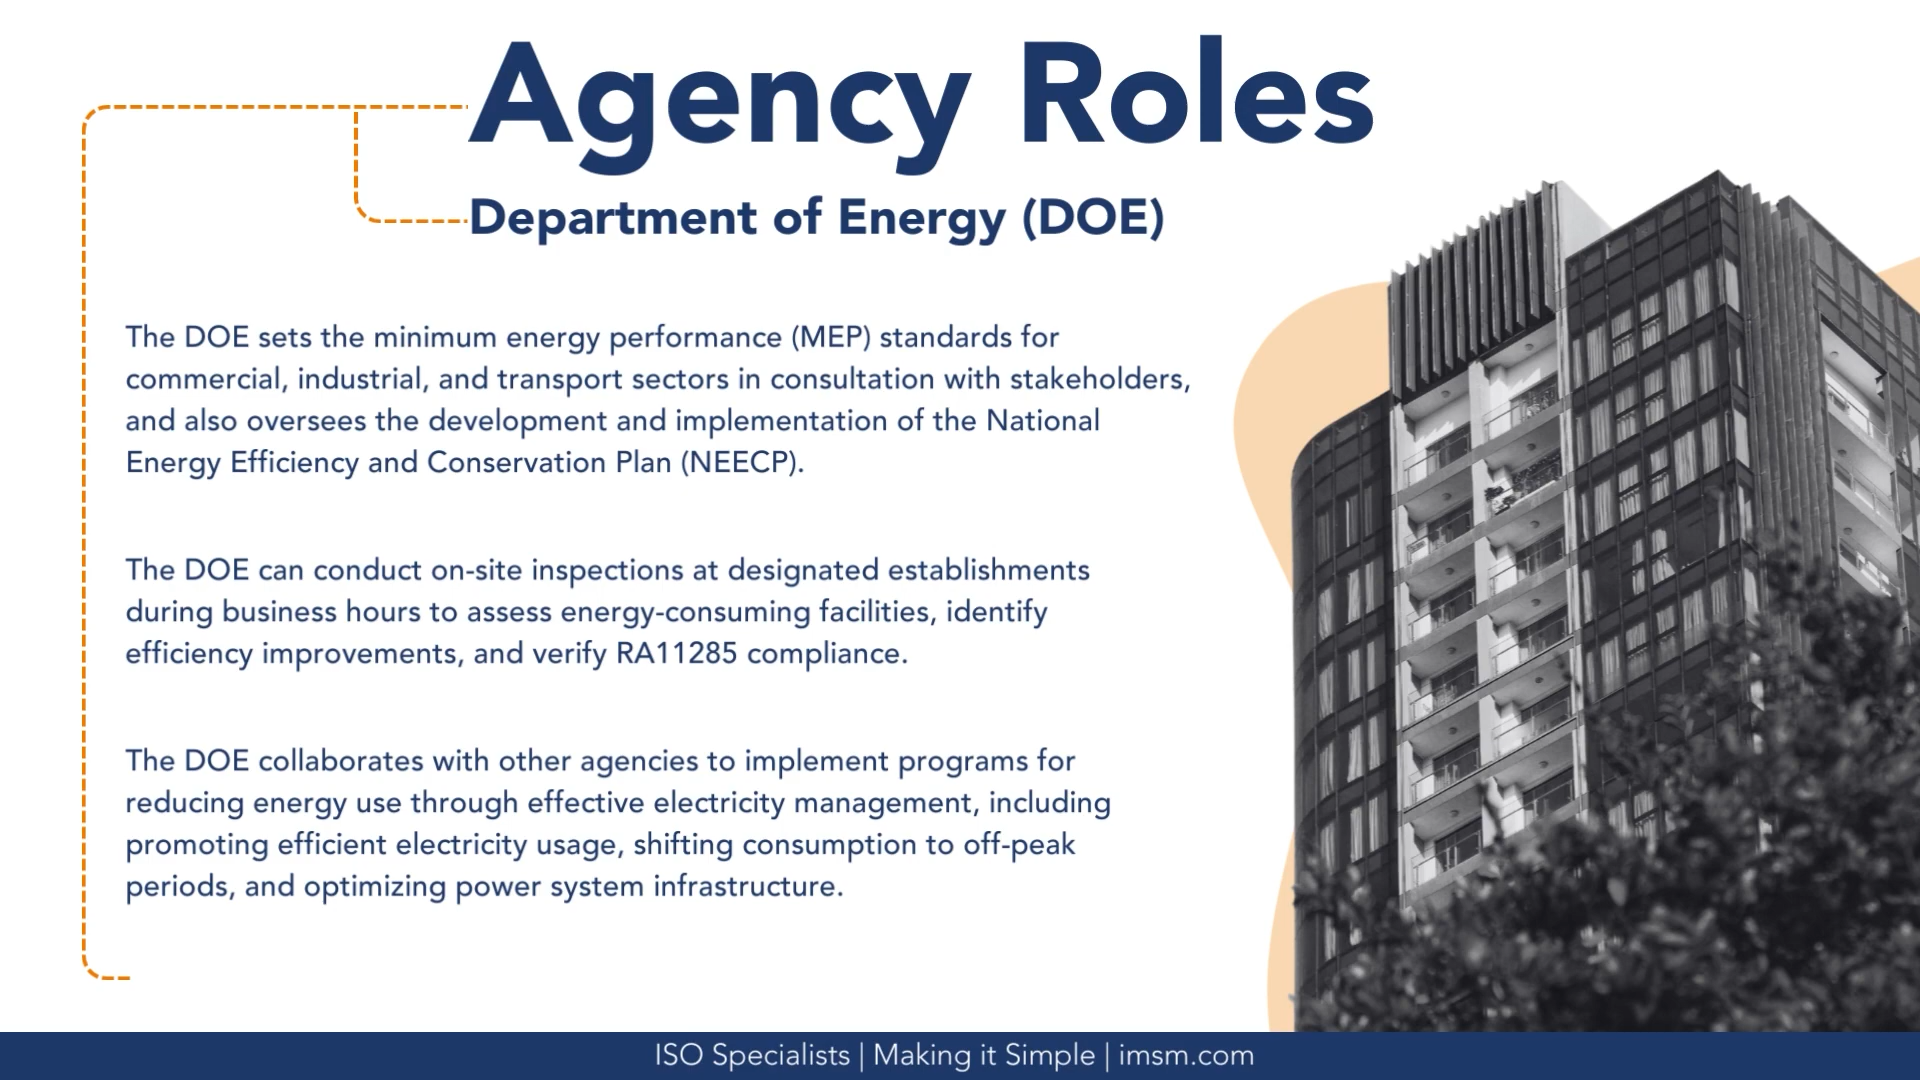 Agency Roles
Department of Energy (DOE)
The DOE sets the minimum energy performance (MEP) standards for
commercial, industrial, and transport sectors in consultation with stakeholders,
and also oversees the development and implementation of the National
Energy Efficiency and Conservation Plan (NEECP).
The DOE can conduct on-site inspections at designated establishments
during business hours to assess energy-consuming facilities, identify
efficiency improvements, and verify RA11285 compliance.
The DOE collaborates with other agencies to implement programs for
reducing energy use through effective electricity management, including
promoting efficient electricity usage, shifting consumption to off-peak
periods, and optimizing power system infrastructure.
ISO Specialists | Making it Simple | imsm.com